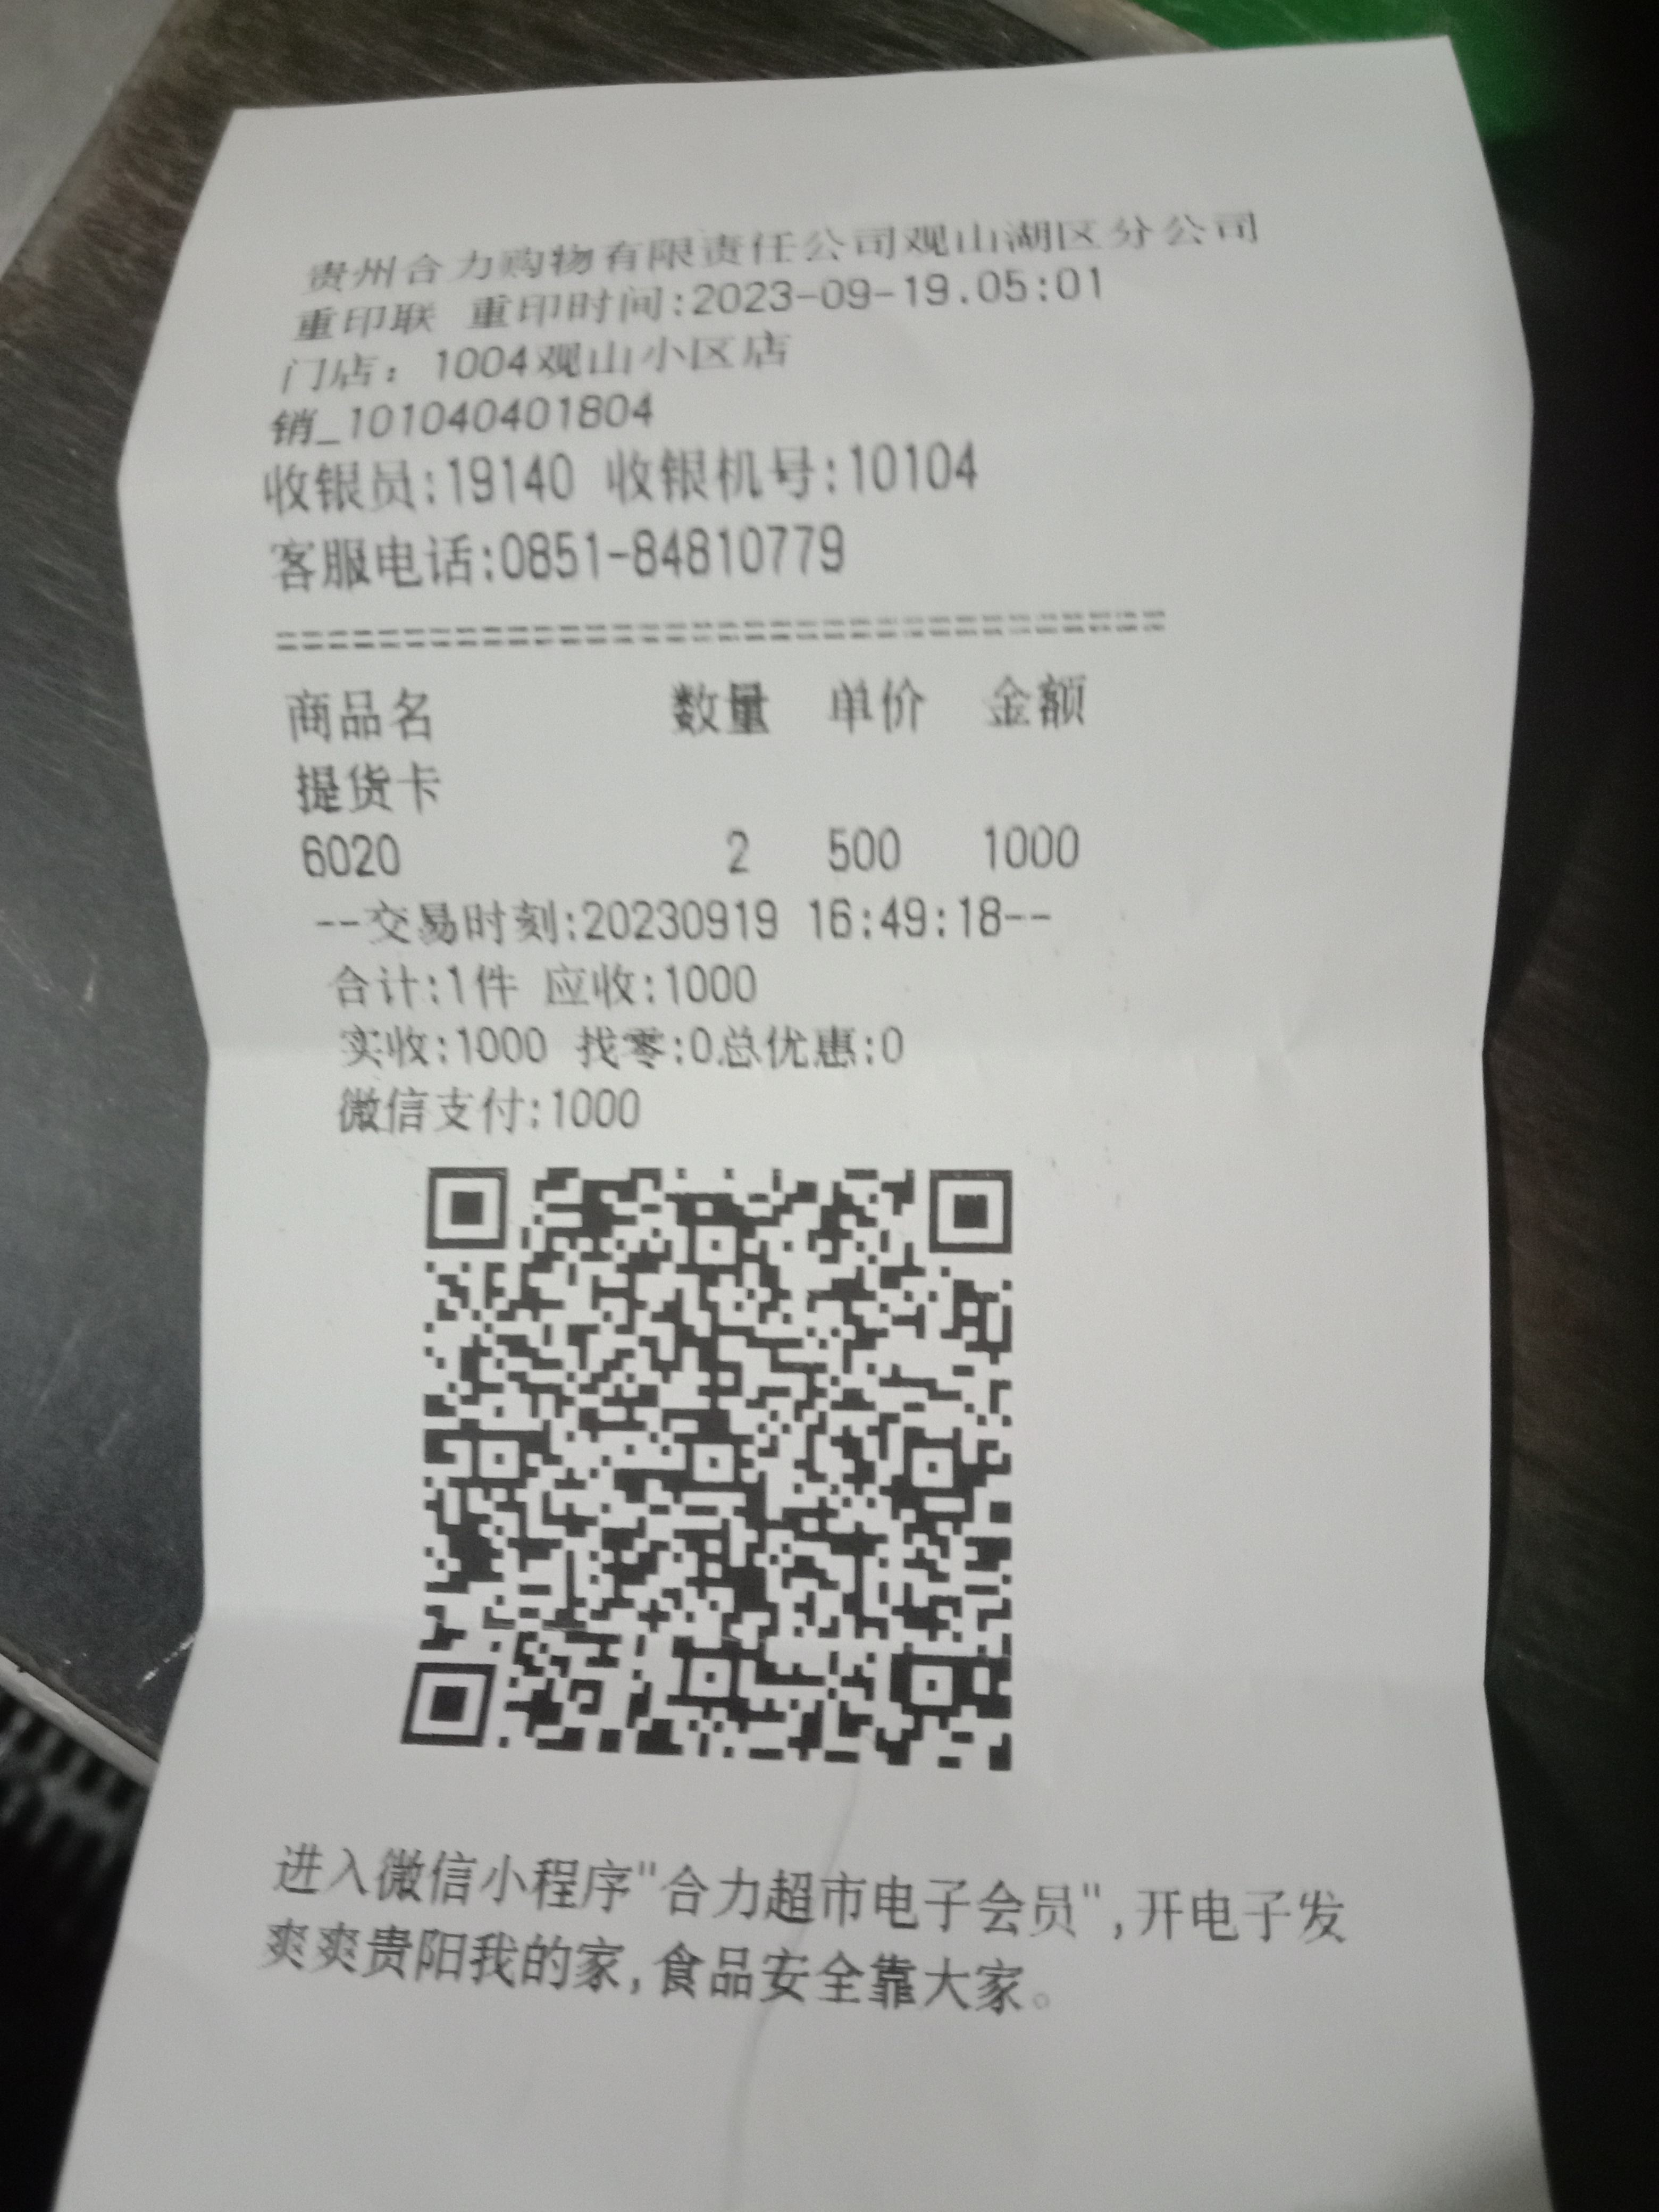 贵州合力购物有限责任公司观山湖区分公司
重印联 重印时间:2023-09-19.05:01
门店：1004观山小区店
销_101040401804
收银员:19140 收银机号:10104
客服电话:0851-84810779
==================================
商品名 数量 单价 金额
提货卡
6020 2 500 1000
--交易时刻:20230919 16:49:18--
合计:1件 应收:1000
实收:1000 找零:0总优惠:0
微信支付:1000
进入微信小程序"合力超市电子会员",开电子发
爽爽贵阳我的家,食品安全靠大家。